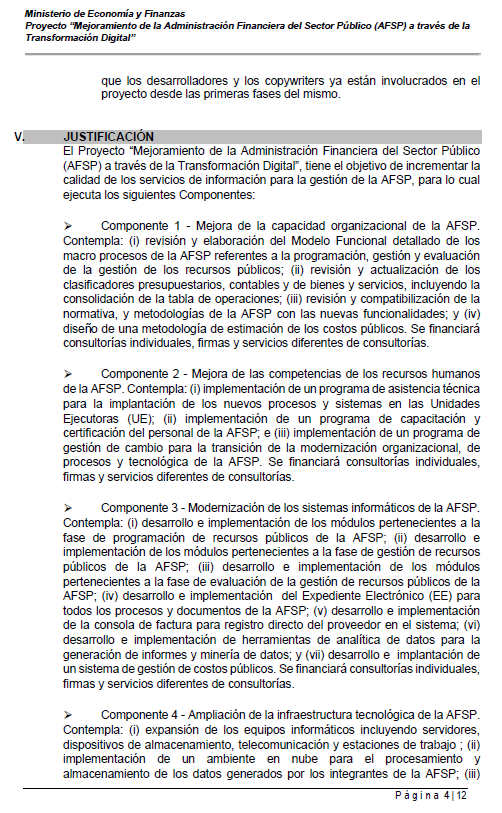 Ministerio de Economía y Finanzas
Proyecto “Mejoramiento de la Administración Financiera del Sector Público (AFSP) a través de la
Transformación Digital”
que los desarrolladores y los copywriters ya están involucrados en el
proyecto desde las primeras fases del mismo.
V. JUSTIFICACIÓN
El Proyecto “Mejoramiento de la Administración Financiera del Sector Público
(AFSP) a través de la Transformación Digital”, tiene el objetivo de incrementar la
calidad de los servicios de información para la gestión de la AFSP, para lo cual
ejecuta los siguientes Componentes:
➢ Componente 1 - Mejora de la capacidad organizacional de la AFSP.
Contempla: (i) revisión y elaboración del Modelo Funcional detallado de los
macro procesos de la AFSP referentes a la programación, gestión y evaluación
de la gestión de los recursos públicos; (ii) revisión y actualización de los
clasificadores presupuestarios, contables y de bienes y servicios, incluyendo la
consolidación de la tabla de operaciones; (iii) revisión y compatibilización de la
normativa, y metodologías de la AFSP con las nuevas funcionalidades; y (iv)
diseño de una metodología de estimación de los costos públicos. Se financiará
consultorías individuales, firmas y servicios diferentes de consultorías.
➢ Componente 2 - Mejora de las competencias de los recursos humanos
de la AFSP. Contempla: (i) implementación de un programa de asistencia técnica
para la implantación de los nuevos procesos y sistemas en las Unidades
Ejecutoras (UE); (ii) implementación de un programa de capacitación y
certificación del personal de la AFSP; e (iii) implementación de un programa de
gestión de cambio para la transición de la modernización organizacional, de
procesos y tecnológica de la AFSP. Se financiará consultorías individuales,
firmas y servicios diferentes de consultorías.
➢ Componente 3 - Modernización de los sistemas informáticos de la AFSP.
Contempla: (i) desarrollo e implementación de los módulos pertenecientes a la
fase de programación de recursos públicos de la AFSP; (ii) desarrollo e
implementación de los módulos pertenecientes a la fase de gestión de recursos
públicos de la AFSP; (iii) desarrollo e implementación de los módulos
pertenecientes a la fase de evaluación de la gestión de recursos públicos de la
AFSP; (iv) desarrollo e implementación del Expediente Electrónico (EE) para
todos los procesos y documentos de la AFSP; (v) desarrollo e implementación
de la consola de factura para registro directo del proveedor en el sistema; (vi)
desarrollo e implementación de herramientas de analítica de datos para la
generación de informes y minería de datos; y (vii) desarrollo e implantación de
un sistema de gestión de costos públicos. Se financiará consultorías individuales,
firmas y servicios diferentes de consultorías.
➢ Componente 4 - Ampliación de la infraestructura tecnológica de la AFSP.
Contempla: (i) expansión de los equipos informáticos incluyendo servidores,
dispositivos de almacenamiento, telecomunicación y estaciones de trabajo ; (ii)
implementación de un ambiente en nube para el procesamiento y
almacenamiento de los datos generados por los integrantes de la AFSP; (iii)
Página 4|12